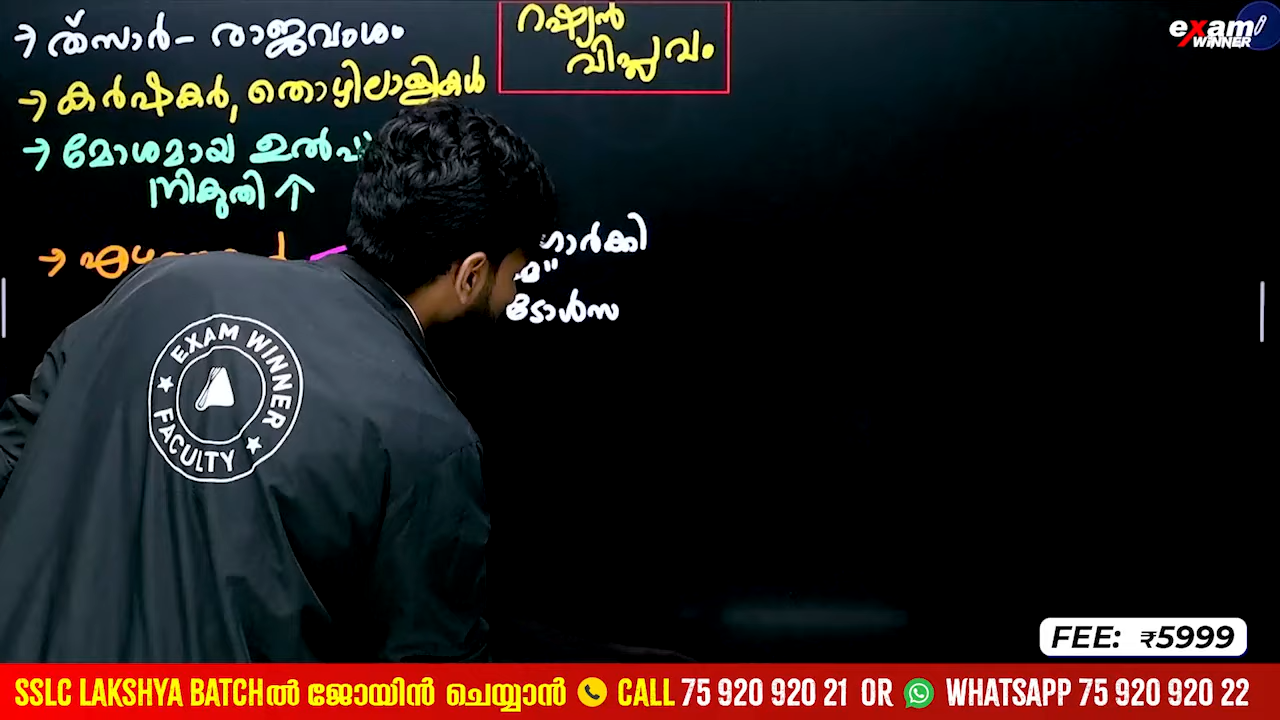 → ത്സാർ - രാജവംശം
റഷ്യൻ
വിപ്ലവം
→ കർഷകർ, തൊഴിലാളികൾ
→ മോശമായ
നികുതി ↑
→
ഗാർക്കി
ടോൾസ
exam
WINNER
EXAM WINNER
FACULTY
FEE: ₹5999
SSLC LAKSHYA BATCHൽ ജോയിൻ ചെയ്യാൻ CALL 75 920 920 21 OR WHATSAPP 75 920 920 22